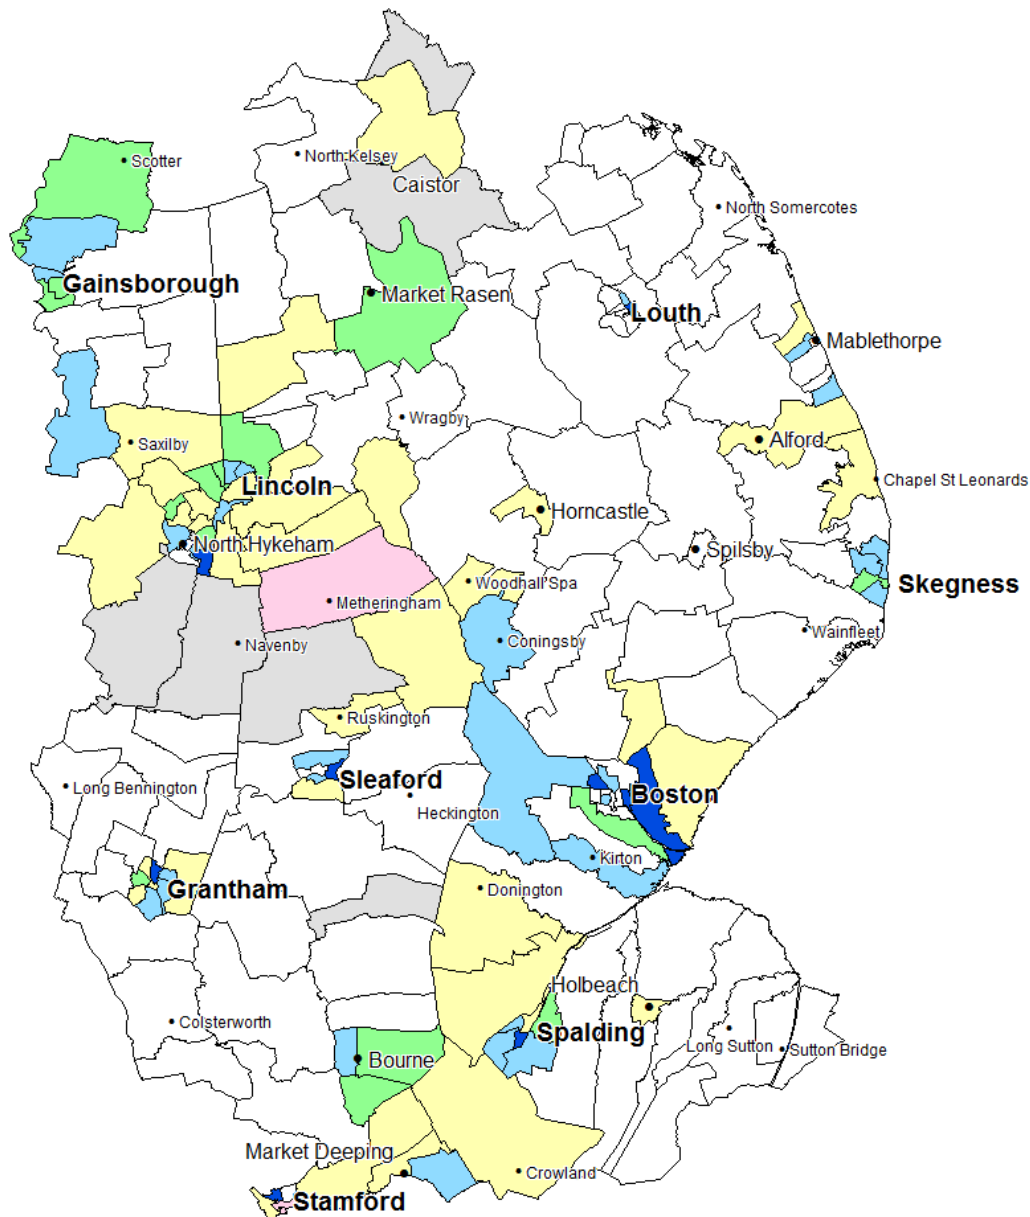 North Kelsey
Scotter
Caistor
North Somercotes
Gainsborough
Market Rasen
Louth
Mablethorpe
Wragby
Saxilby
Alford
Chapel St Leonards
Lincoln
Horncastle
North Hykeham
Spilsby
Woodhall Spa
Skegness
Metheringham
Wainfleet
Navenby
Coningsby
Ruskington
Sleaford
Long Bennington
Boston
Heckington
Kirton
Grantham
Donington
Holbeach
Colsterworth
Spalding
Long Sutton
Sutton Bridge
Bourne
Market Deeping
Crowland
Stamford